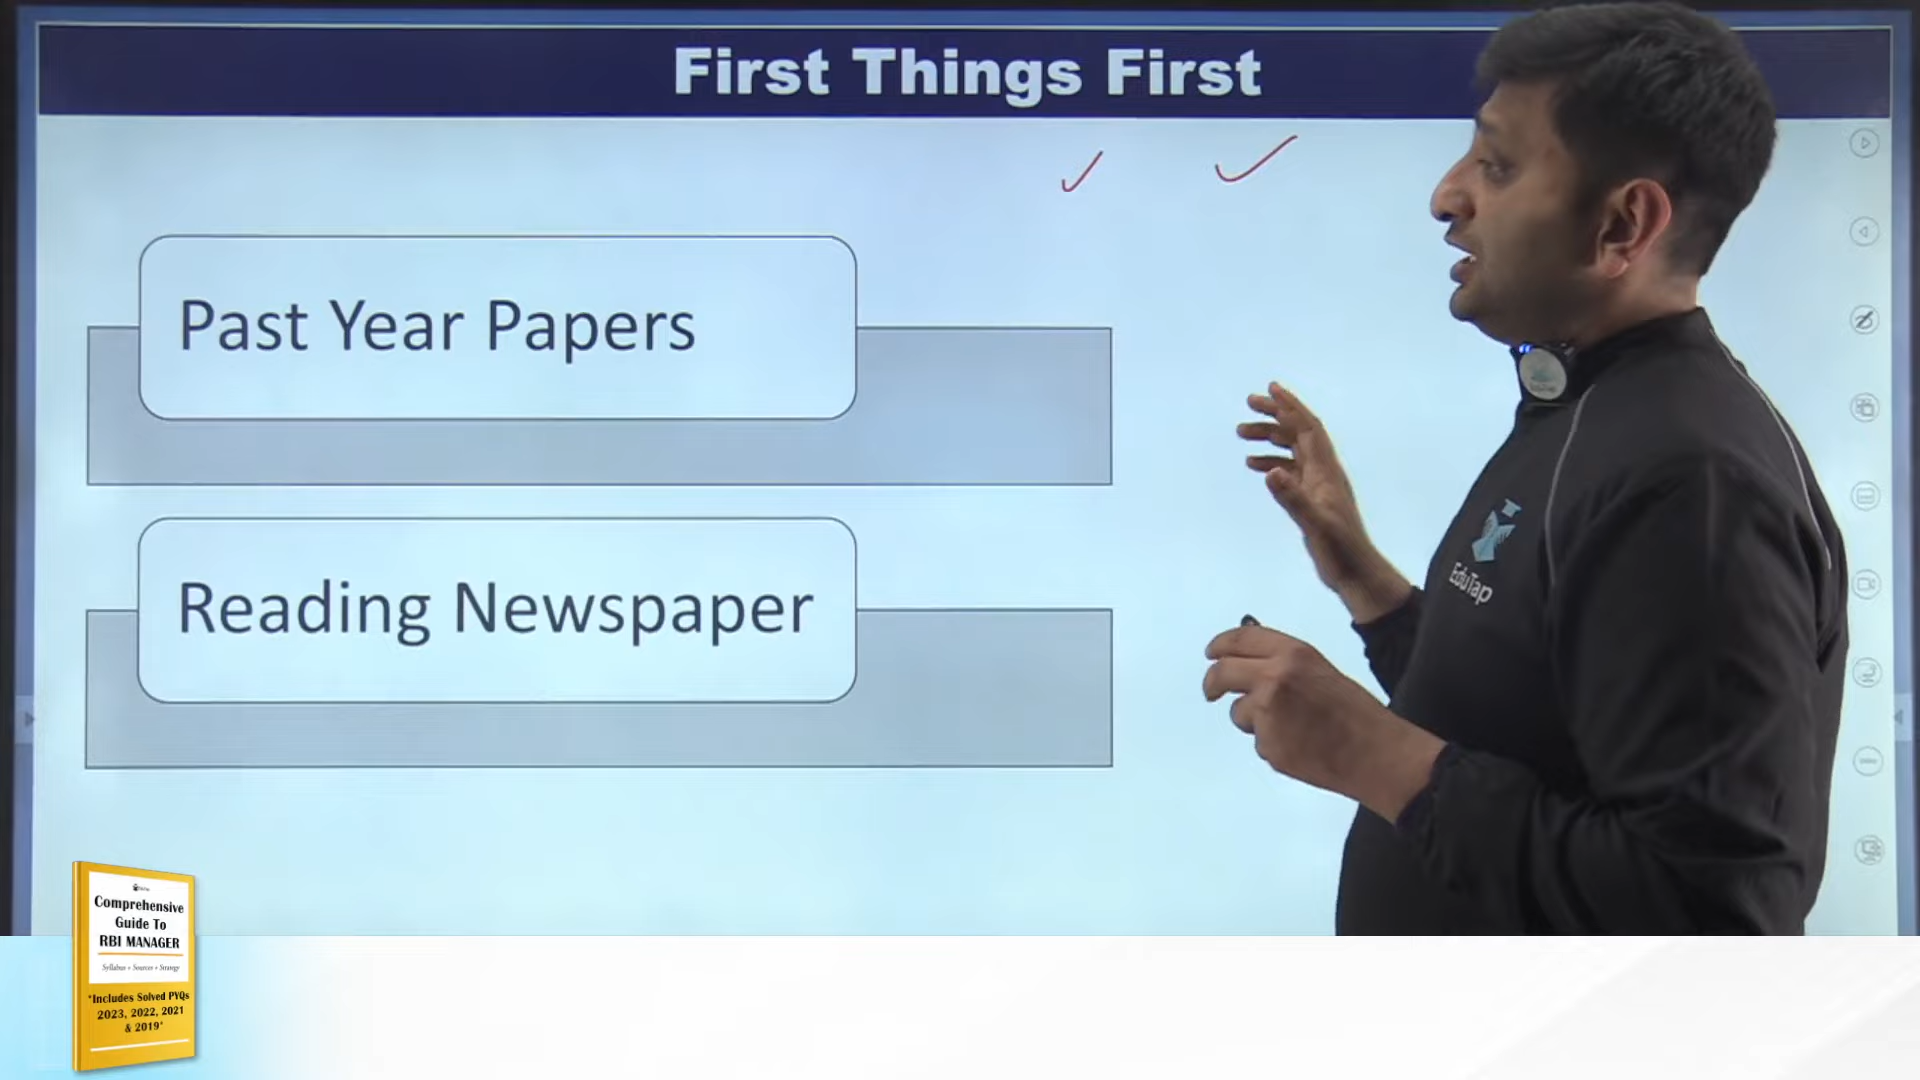 First Things First
Past Year Papers
Reading Newspaper
EduTap
Comprehensive
Guide To
RBI MANAGER
Syllabus + Sources + Strategy
*Includes Solved PYQs
2023, 2022, 2021
& 2019*